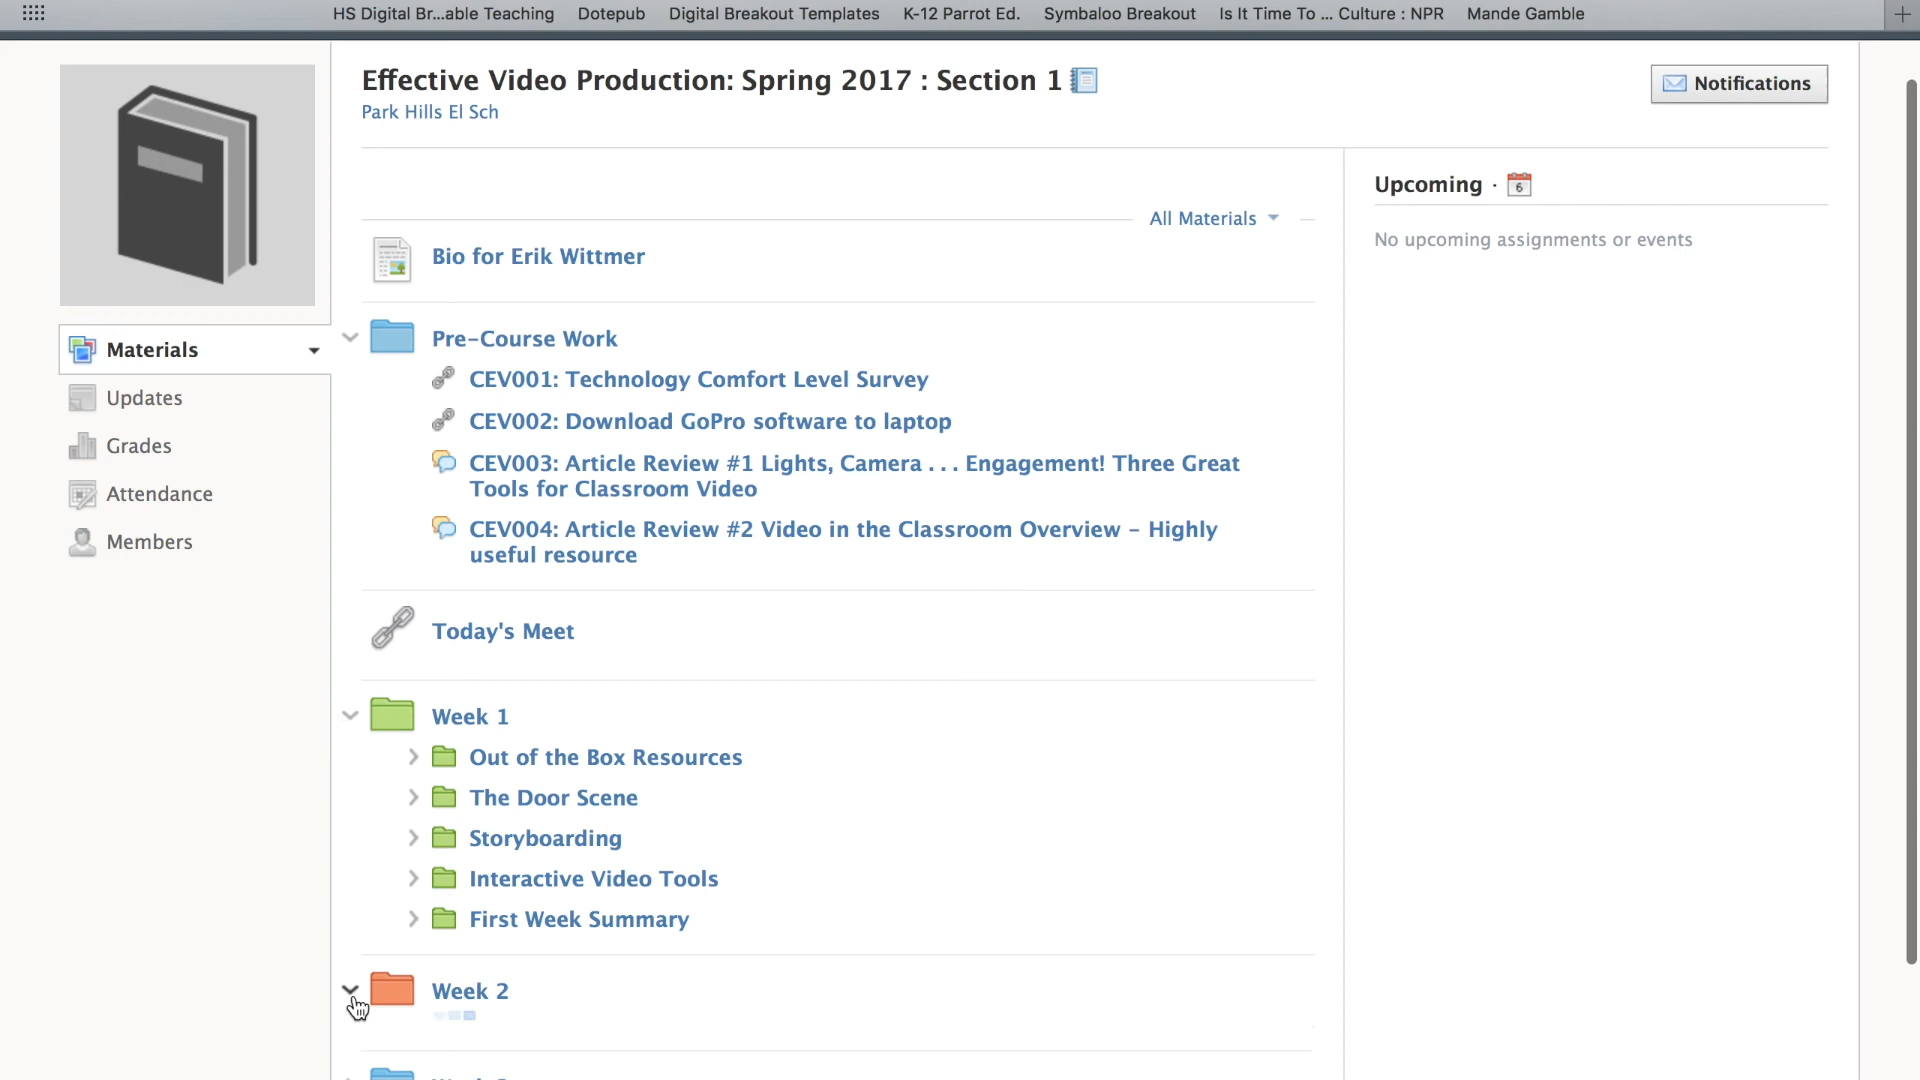 HS Digital Br...able Teaching Dotepub Digital Breakout Templates K-12 Parrot Ed. Symbaloo Breakout Is It Time To ... Culture : NPR Mande Gamble
Effective Video Production: Spring 2017 : Section 1
Park Hills El Sch
Notifications
Materials
Updates
Grades
Attendance
Members
All Materials
Bio for Erik Wittmer
Pre-Course Work
CEV001: Technology Comfort Level Survey
CEV002: Download GoPro software to laptop
CEV003: Article Review #1 Lights, Camera . . . Engagement! Three Great
Tools for Classroom Video
CEV004: Article Review #2 Video in the Classroom Overview – Highly
useful resource
Today's Meet
Week 1
Out of the Box Resources
The Door Scene
Storyboarding
Interactive Video Tools
First Week Summary
Week 2
Upcoming · 6
No upcoming assignments or events